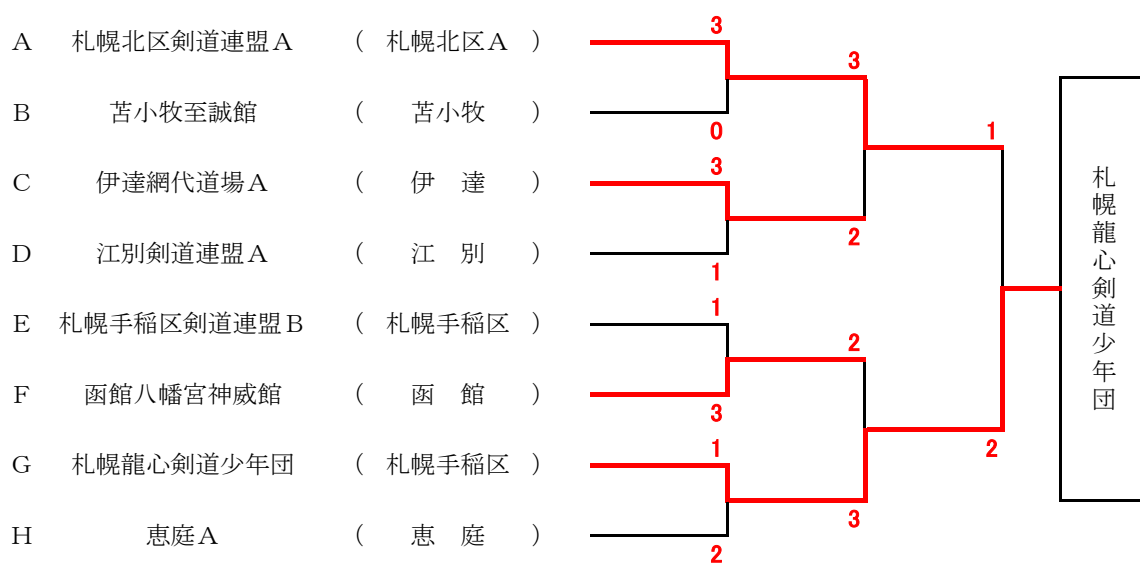 A 札幌北区剣道連盟A ( 札幌北区A )
B 苫小牧至誠館 ( 苫小牧 )
C 伊達網代道場A ( 伊 達 )
D 江別剣道連盟A ( 江 別 )
E 札幌手稲区剣道連盟B ( 札幌手稲区 )
F 函館八幡宮神威館 ( 函 館 )
G 札幌龍心剣道少年団 ( 札幌手稲区 )
H 恵庭A ( 恵 庭 )
3
0
3
1
1
3
1
2
3
2
2
3
1
2
札幌龍心剣道少年団